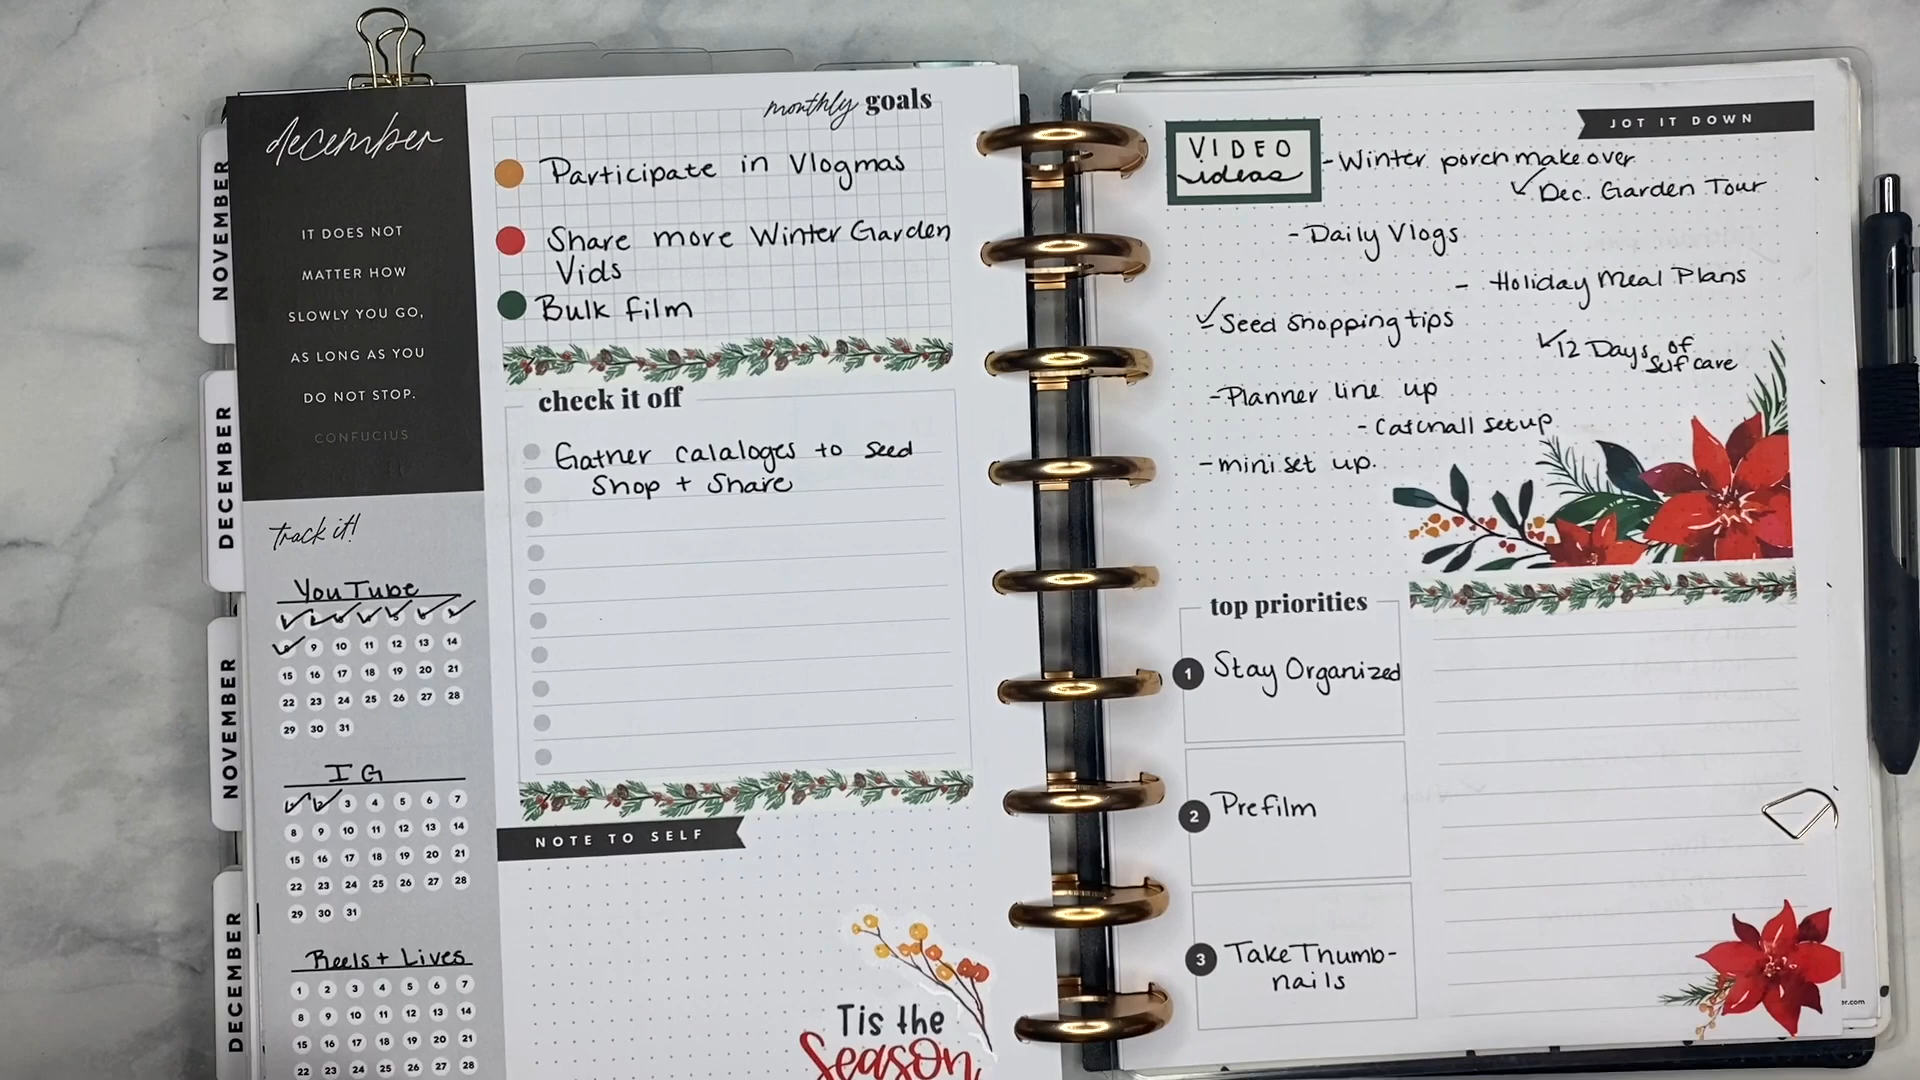 NOVEMBER
DECEMBER
NOVEMBER
DECEMBER
december
IT DOES NOT
MATTER HOW
SLOWLY YOU GO,
AS LONG AS YOU
DO NOT STOP.
CONFUCIUS
track it!
YouTube
9 10 11 12 13 14
15 16 17 18 19 20 21
22 23 24 25 26 27 28
29 30 31
IG
3 4 5 6 7
8 9 10 11 12 13 14
15 16 17 18 19 20 21
22 23 24 25 26 27 28
29 30 31
Reels + Lives
1 2 3 4 5 6 7
8 9 10 11 12 13 14
15 16 17 18 19 20 21
22 23 24 25 26 27 28
monthly goals
Participate in Vlogmas
Share more Winter Garden
Vids
Bulk film
check it off
Gather cataloges to seed
Shop + Share
NOTE TO SELF
Tis the
Season
JOT IT DOWN
VIDEO
ideas
- Winter porch makeover
✓ Dec. Garden Tour
- Daily Vlogs
- Holiday Meal Plans
✓ Seed shopping tips
✓ 12 Days of
Self care
- Planner line up
- Catchall setup
- mini set up.
top priorities
1 Stay Organized
2 Prefilm
3 Take Thumb-
nails